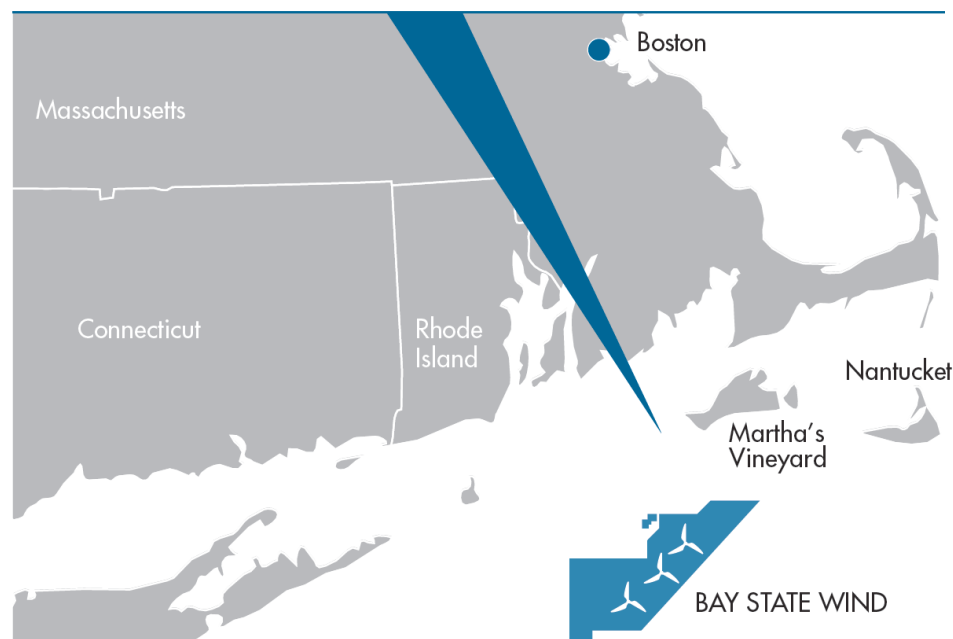 Boston
Massachusetts
Connecticut
Rhode
Island
Nantucket
Martha's
Vineyard
BAY STATE WIND